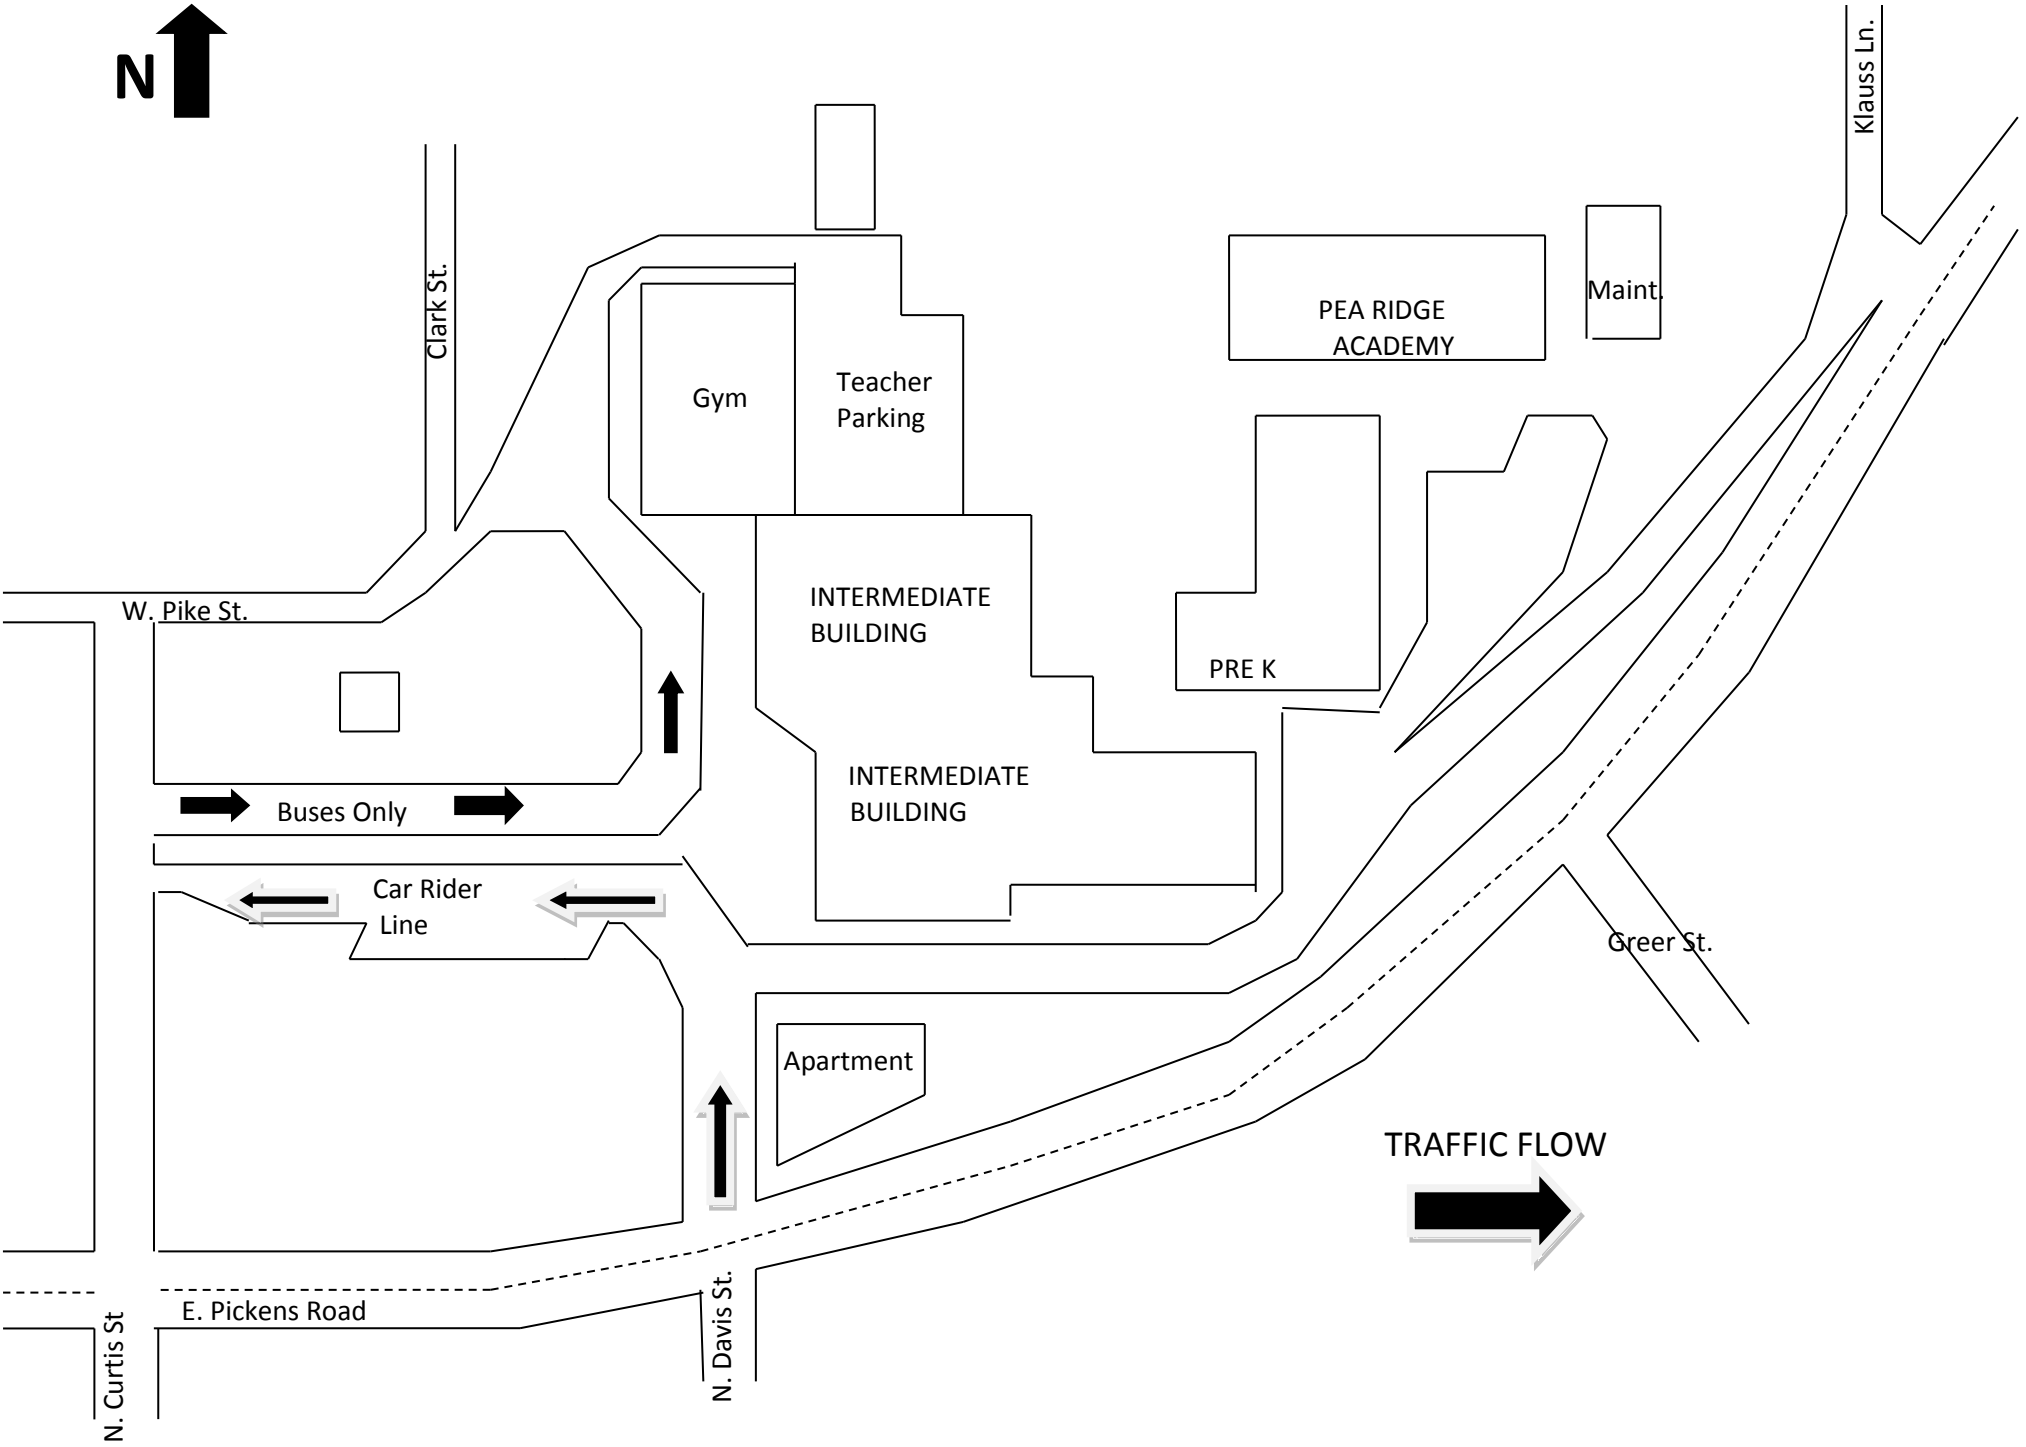 N
Klauss Ln.
Clark St.
Maint.
PEA RIDGE
ACADEMY
Gym
Teacher
Parking
INTERMEDIATE
BUILDING
W. Pike St.
PRE K
INTERMEDIATE
BUILDING
Buses Only
Car Rider
Line
Greer St.
Apartment
TRAFFIC FLOW
E. Pickens Road
N. Curtis St
N. Davis St.